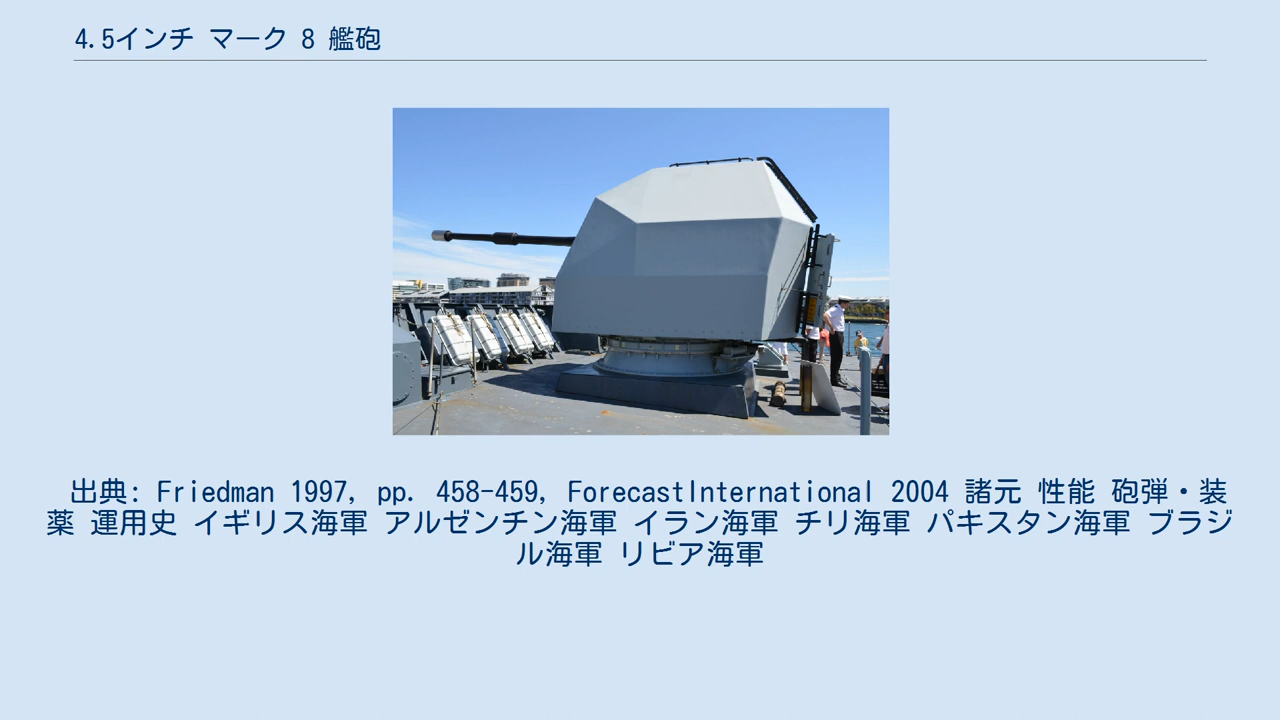 4.5インチ マーク 8 艦砲
出典: Friedman 1997, pp. 458-459, ForecastInternational 2004 諸元 性能 砲弾・装
薬 運用史 イギリス海軍 アルゼンチン海軍 イラン海軍 チリ海軍 パキスタン海軍 ブラジ
ル海軍 リビア海軍